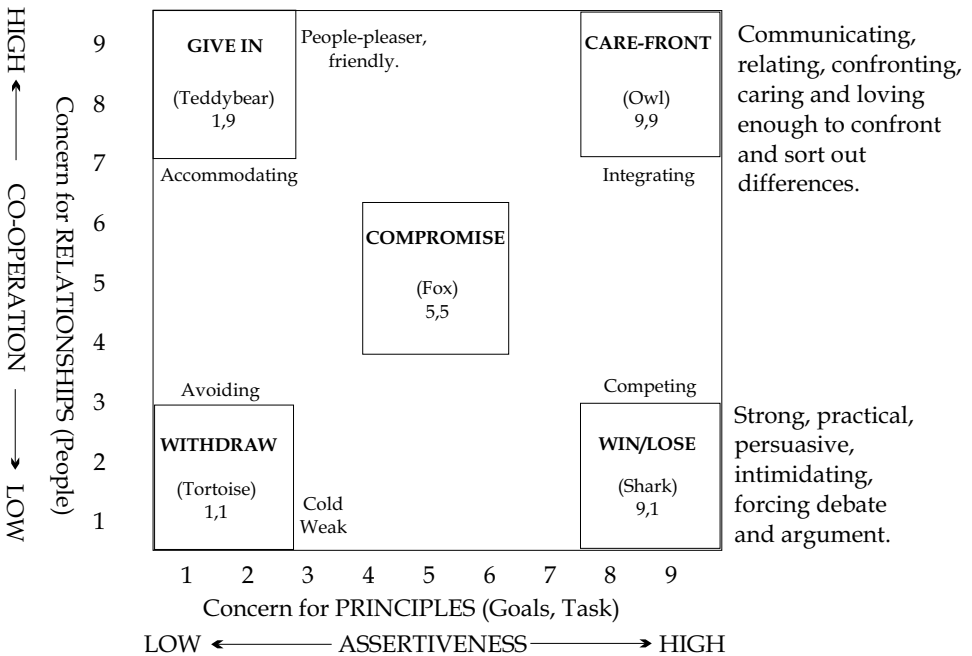 HIGH
CO-OPERATION
LOW
Concern for RELATIONSHIPS (People)
9
8
7
6
5
4
3
2
1
GIVE IN
(Teddybear)
1,9
Accommodating
People-pleaser,
friendly.
CARE-FRONT
(Owl)
9,9
Integrating
Communicating,
relating, confronting,
caring and loving
enough to confront
and sort out
differences.
COMPROMISE
(Fox)
5,5
Avoiding
WITHDRAW
(Tortoise)
1,1
Cold
Weak
Competing
WIN/LOSE
(Shark)
9,1
Strong, practical,
persuasive,
intimidating,
forcing debate
and argument.
1 2 3 4 5 6 7 8 9
Concern for PRINCIPLES (Goals, Task)
LOW ASSERTIVENESS HIGH